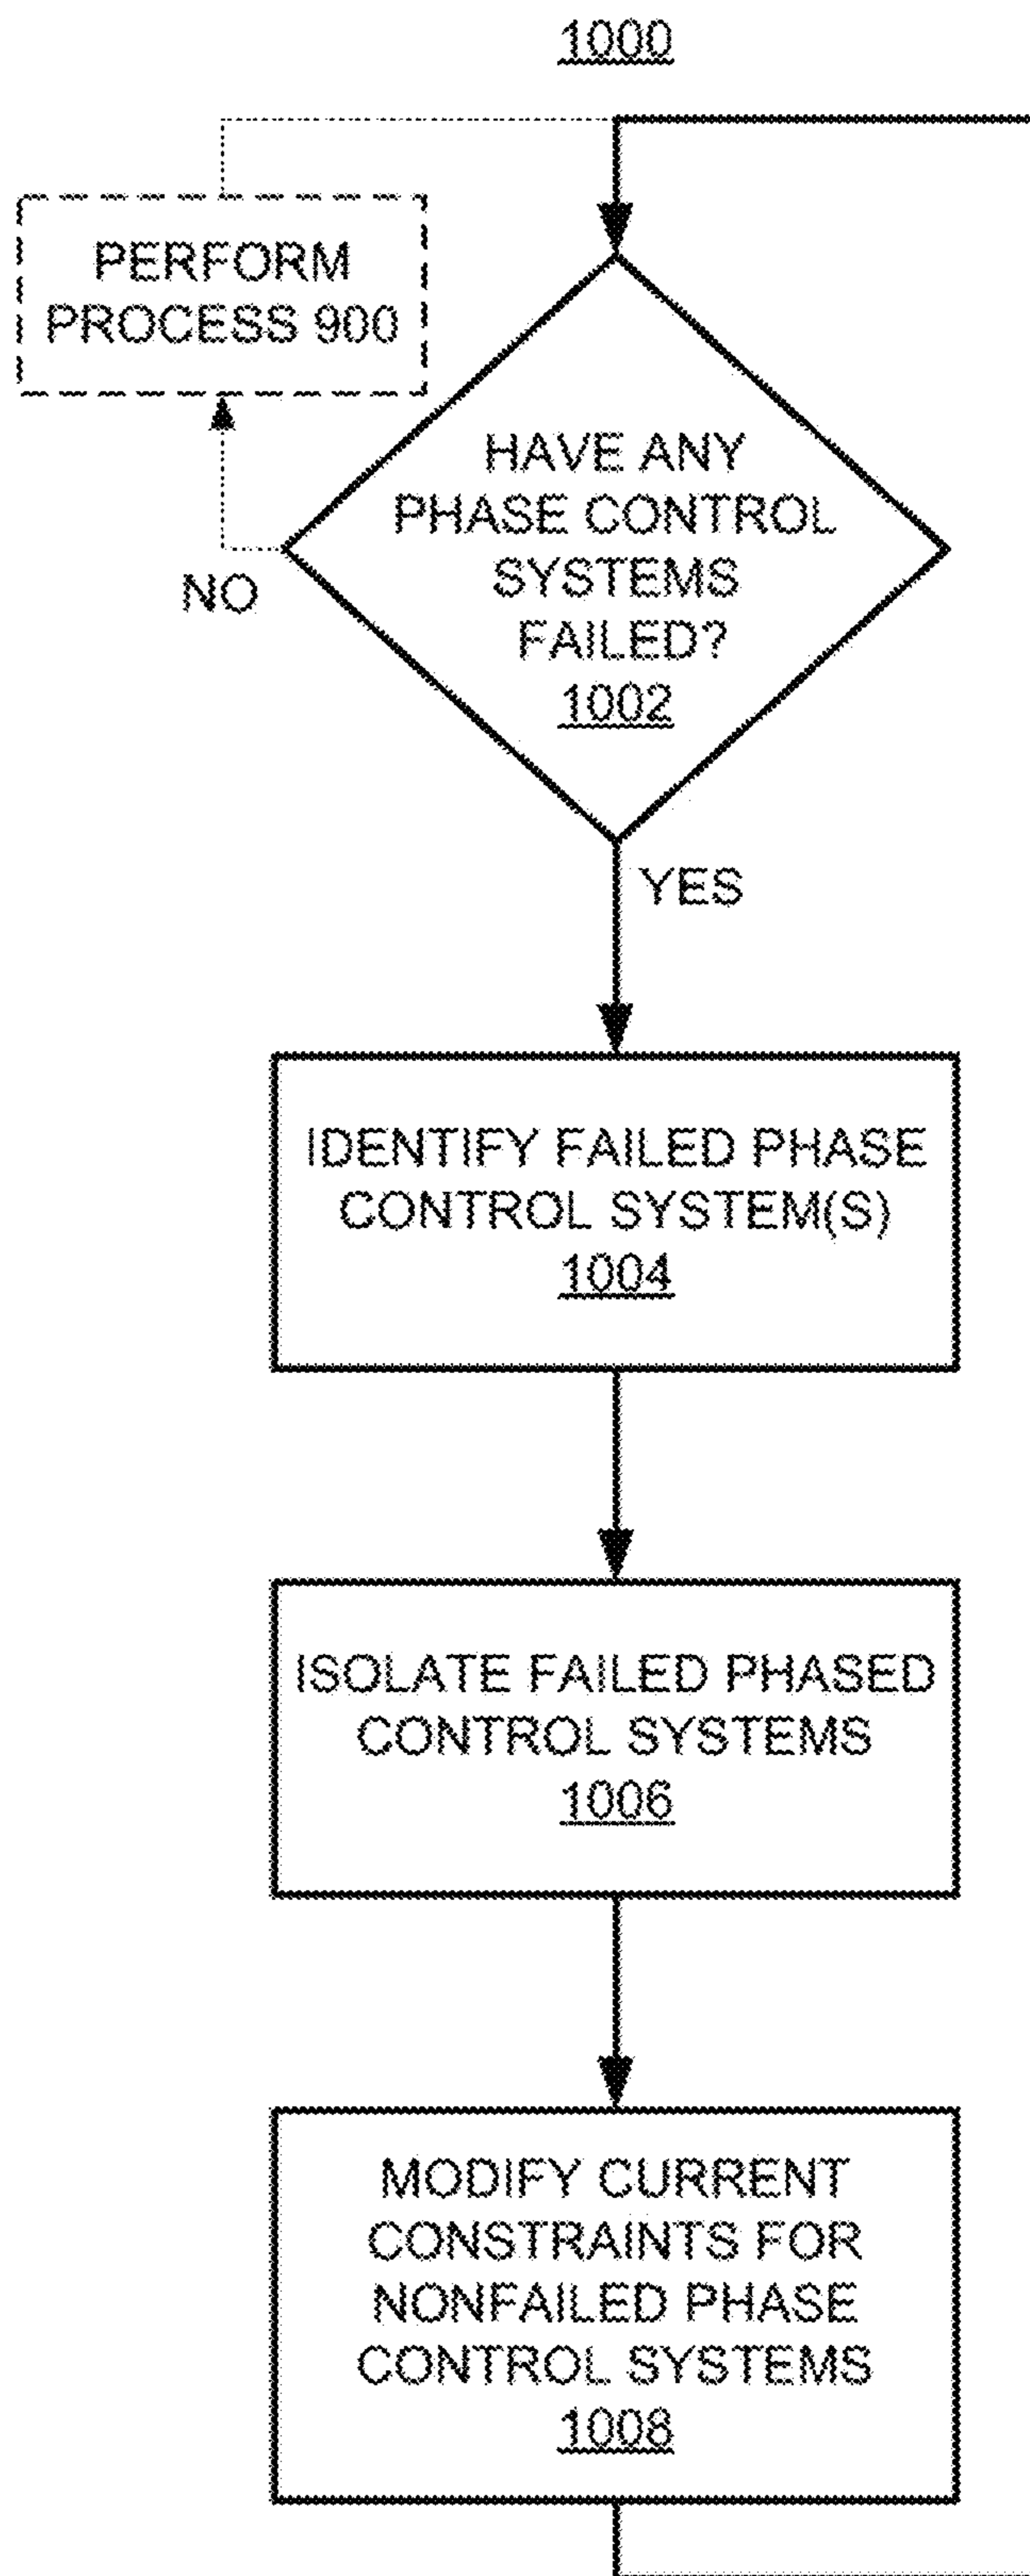 1000
PERFORM
PROCESS 900
HAVE ANY
PHASE CONTROL
SYSTEMS
FAILED?
1002
NO
YES
IDENTIFY FAILED PHASE
CONTROL SYSTEM(S)
1004
ISOLATE FAILED PHASED
CONTROL SYSTEMS
1006
MODIFY CURRENT
CONSTRAINTS FOR
NONFAILED PHASE
CONTROL SYSTEMS
1008